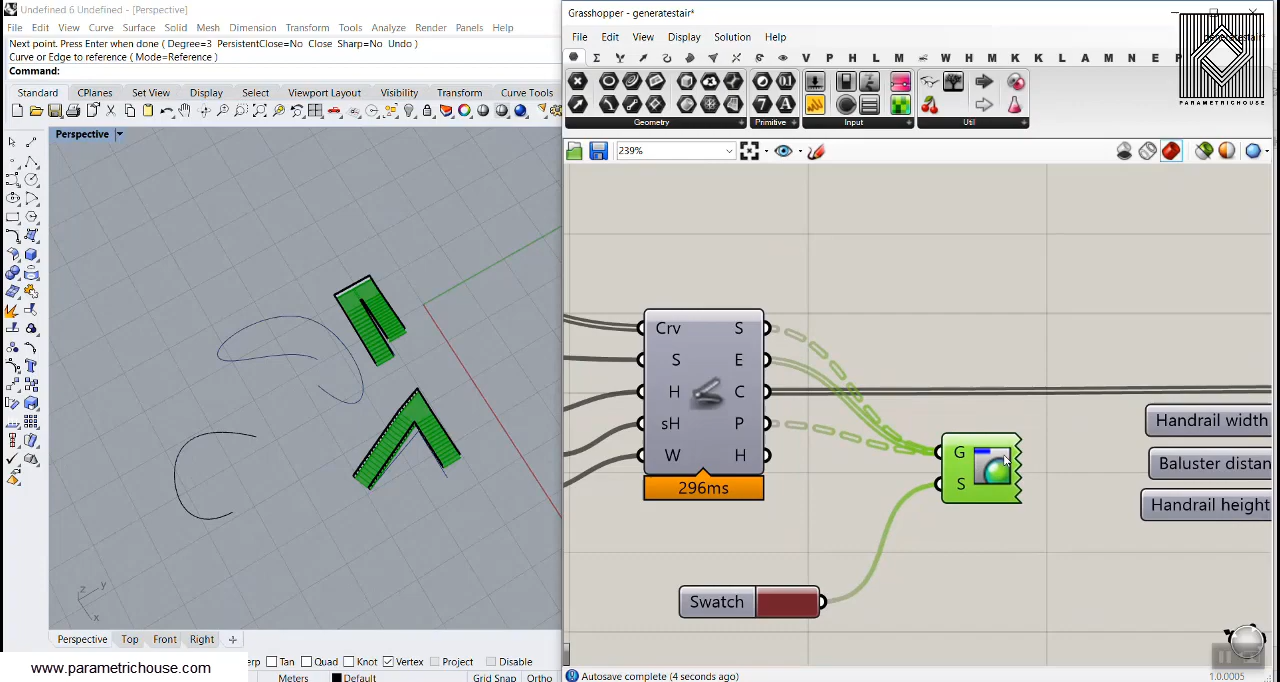 Undefined 6 Undefined - [Perspective]
File Edit View Curve Surface Solid Mesh Dimension Transform Tools Analyze Render Panels Help
Next point. Press Enter when done ( Degree=3 PersistentClose=No Close Sharp=No Undo )
Curve or Edge to reference ( Mode=Reference )
Command:
Standard CPlanes Set View Display Select Viewport Layout Visibility Transform Curve Tools
Perspective
z y x
Perspective Top Front Right
Tan Quad Knot Vertex Project Disable
Meters Default Grid Snap Ortho
www.parametrichouse.com
Grasshopper - generatestair*
File Edit View Display Solution Help
V P H L M W H M K K L A M N E P
PARAMETRICHOUSE
Geometry Primitive Input Util
239%
Crv S
S E
H C
sH P
W H
296ms
G
S
Swatch
Handrail width
Baluster distan
Handrail height
Autosave complete (4 seconds ago)
1.0.0005